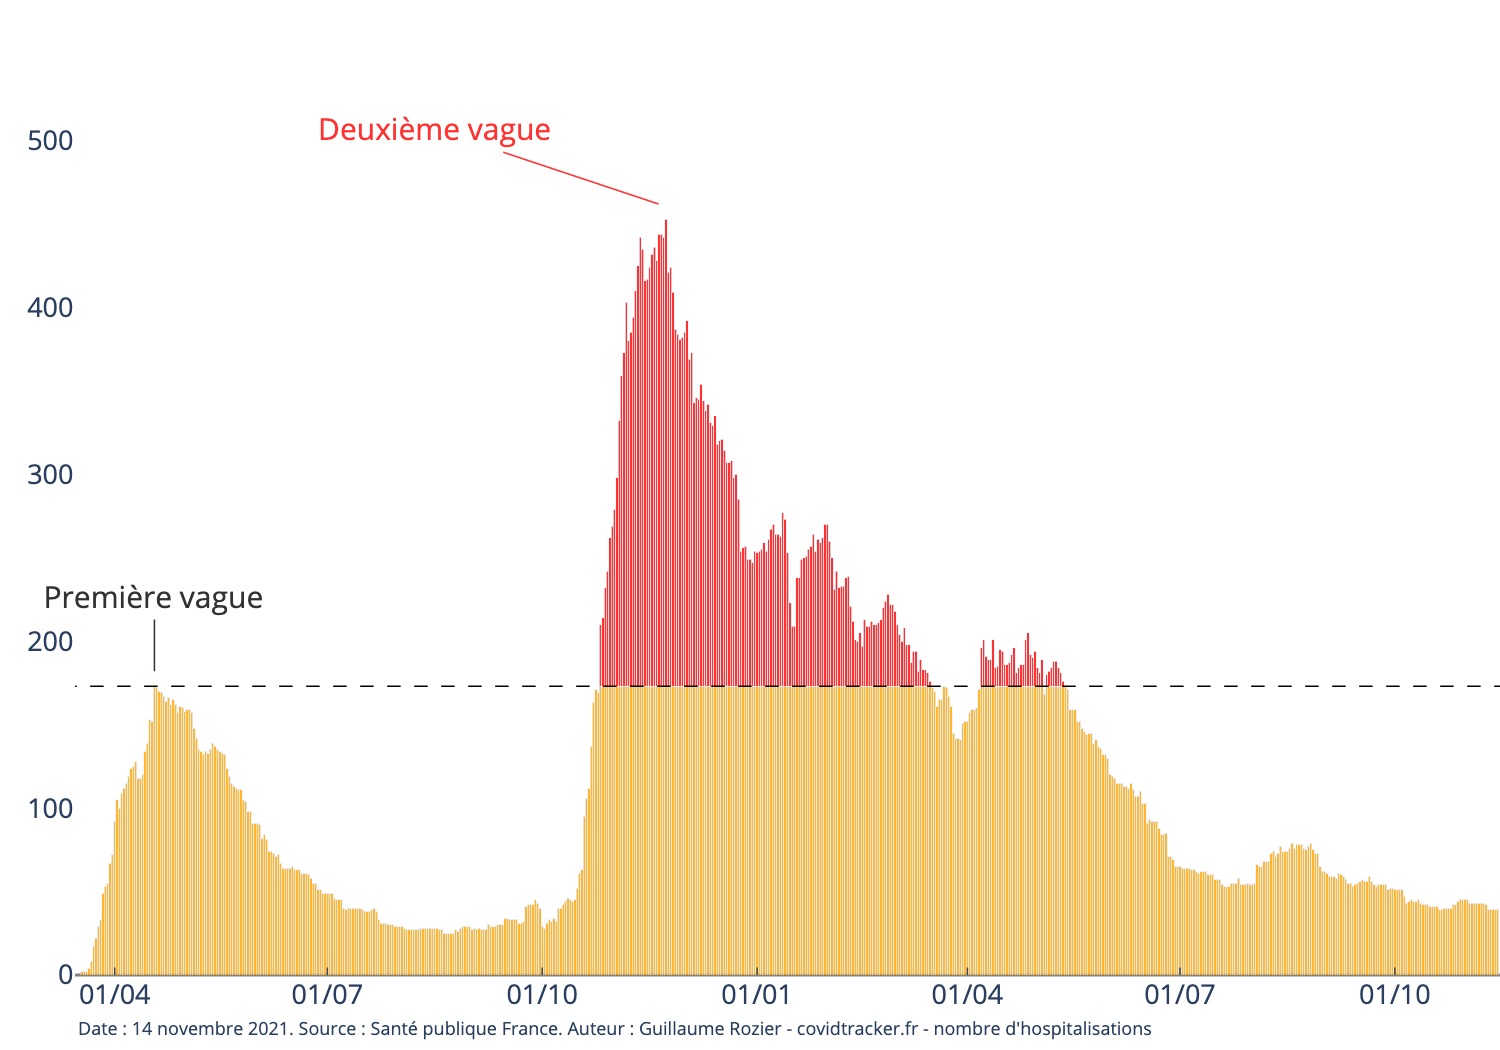 Deuxième vague
500
400
300
Première vague
200
100
0
01/04 01/07 01/10 01/01 01/04 01/07 01/10
Date : 14 novembre 2021. Source : Santé publique France. Auteur : Guillaume Rozier - covidtracker.fr - nombre d'hospitalisations